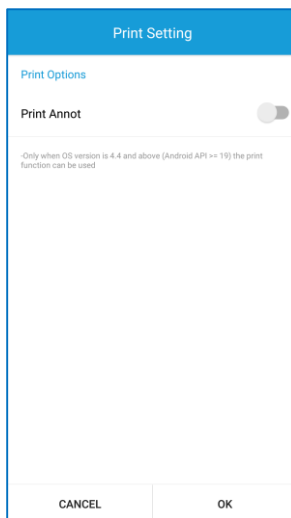 Print Setting
Print Options
Print Annot
-Only when OS version is 4.4 and above (Android API >= 19) the print
function can be used
CANCEL
OK